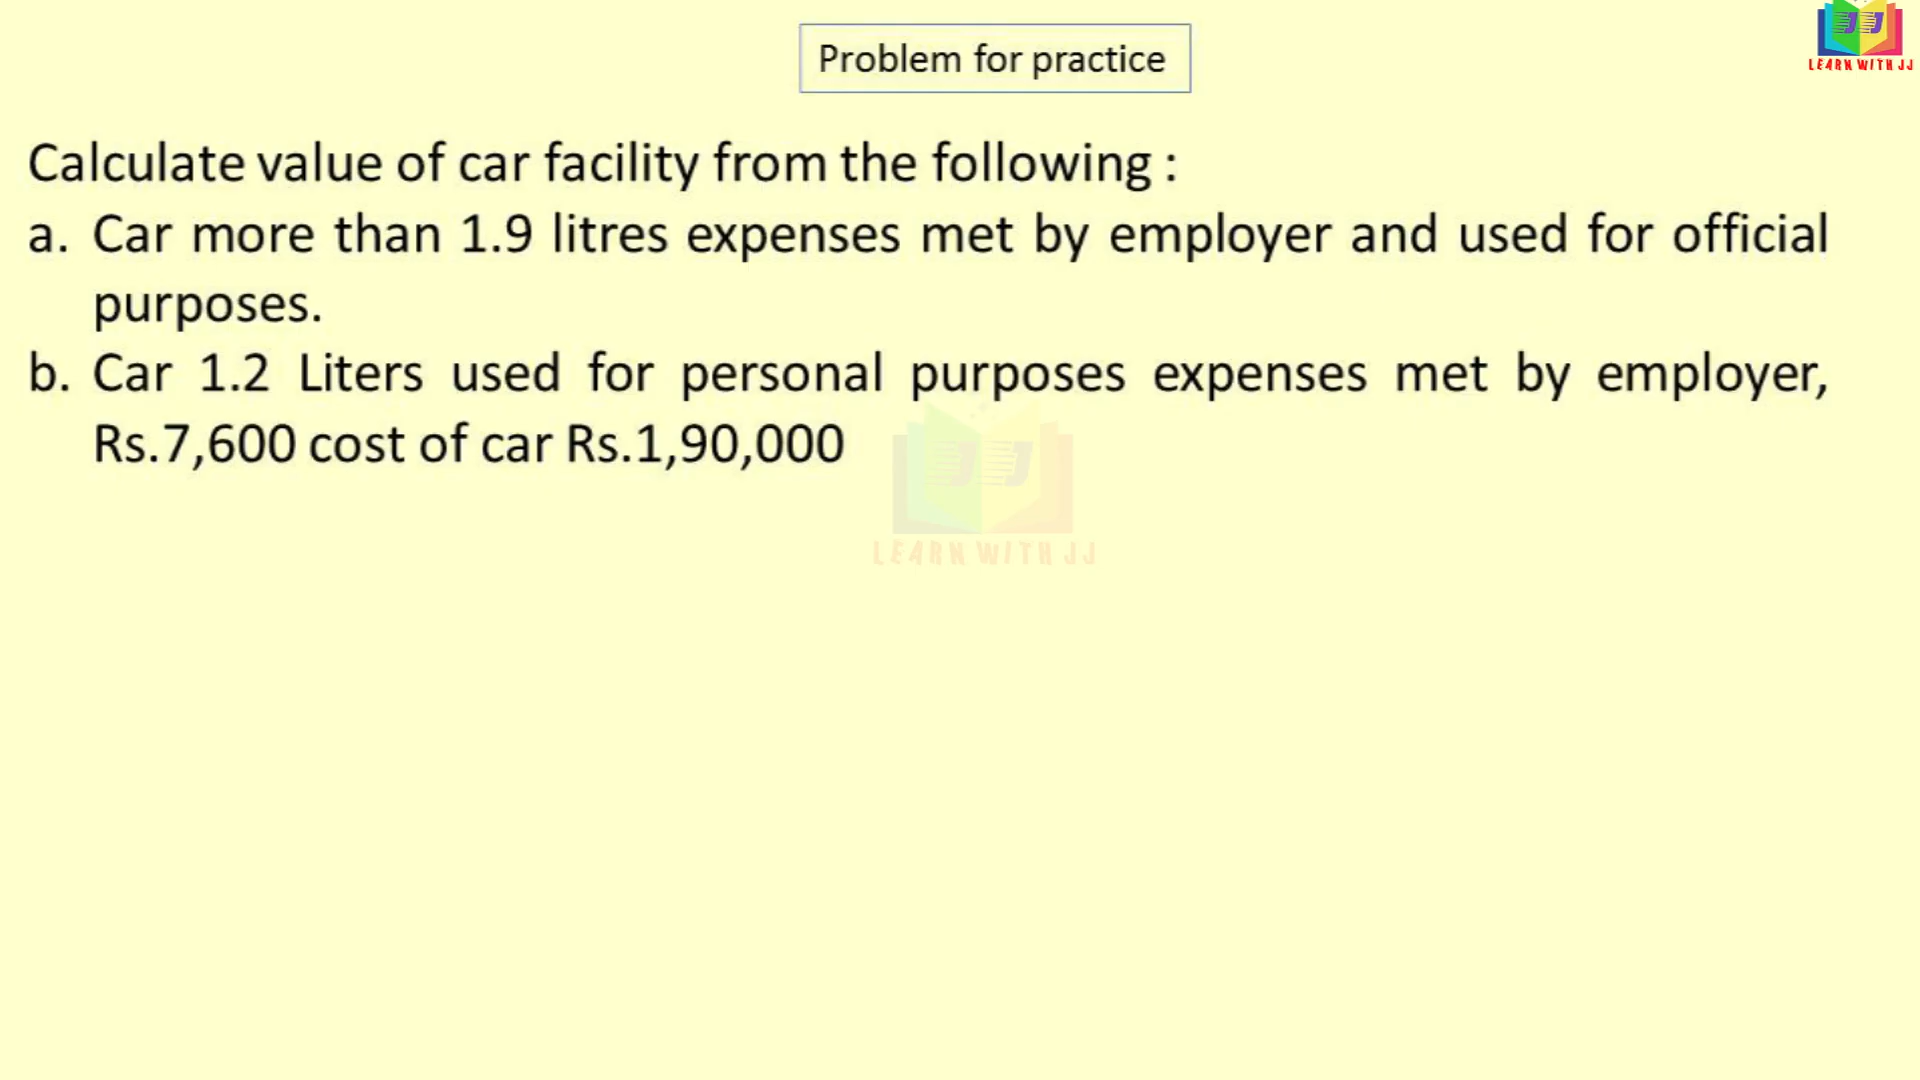 Problem for practice
LEARN WITH JJ
Calculate value of car facility from the following :
a. Car more than 1.9 litres expenses met by employer and used for official
purposes.
b. Car 1.2 Liters used for personal purposes expenses met by employer,
Rs.7,600 cost of car Rs.1,90,000
LEARN WITH JJ